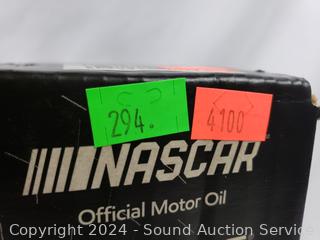 294.
4100
NASCAR
Official Motor Oil
Copyright 2024 - Sound Auction Service